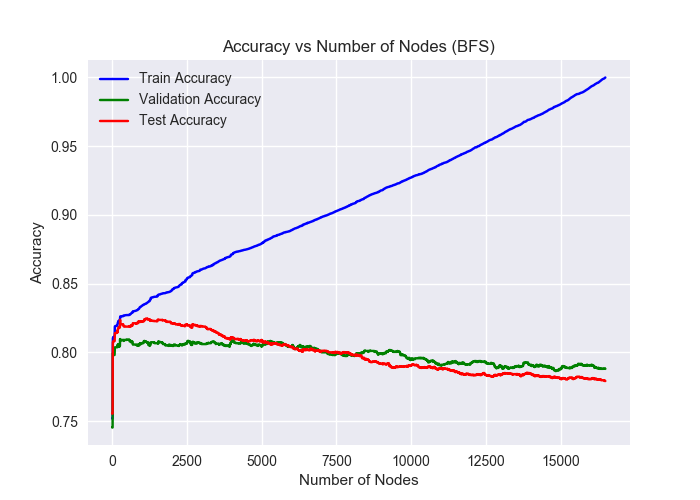 Accuracy vs Number of Nodes (BFS)
Train Accuracy
Validation Accuracy
Test Accuracy
1.00
0.95
0.90
0.85
0.80
0.75
Accuracy
0
2500
5000
7500
10000
12500
15000
Number of Nodes